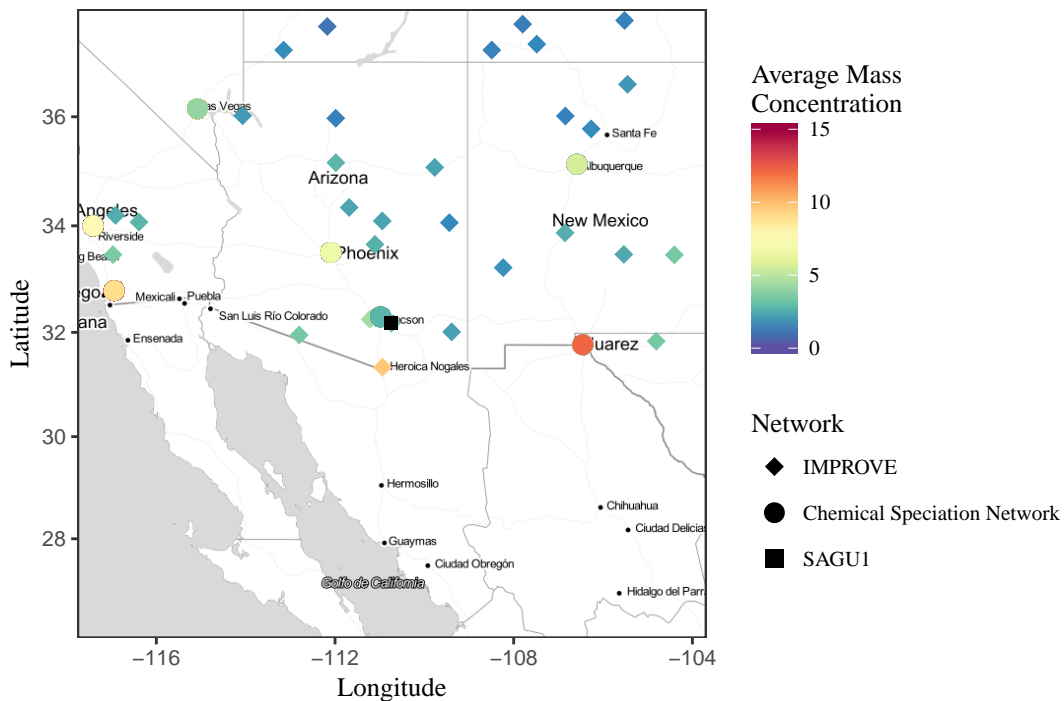 36
34
32
30
28
−116
−112
−108
−104
Latitude
Longitude
as Vegas
Santa Fe
Albuquerque
Arizona
New Mexico
Angeles
Riverside
g Bea
Phoenix
ego
ana
Mexicali
Puebla
San Luis Río Colorado
Ensenada
ucson
Heroica Nogales
Juarez
Hermosillo
Chihuahua
Ciudad Delicias
Guaymas
Ciudad Obregón
Golfo de California
Hidalgo del Parr
Average Mass
Concentration
15
10
5
0
Network
IMPROVE
Chemical Speciation Network
SAGU1